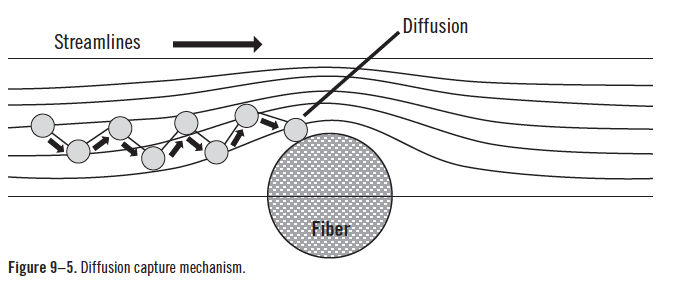 Diffusion
Streamlines
Fiber
Figure 9–5. Diffusion capture mechanism.